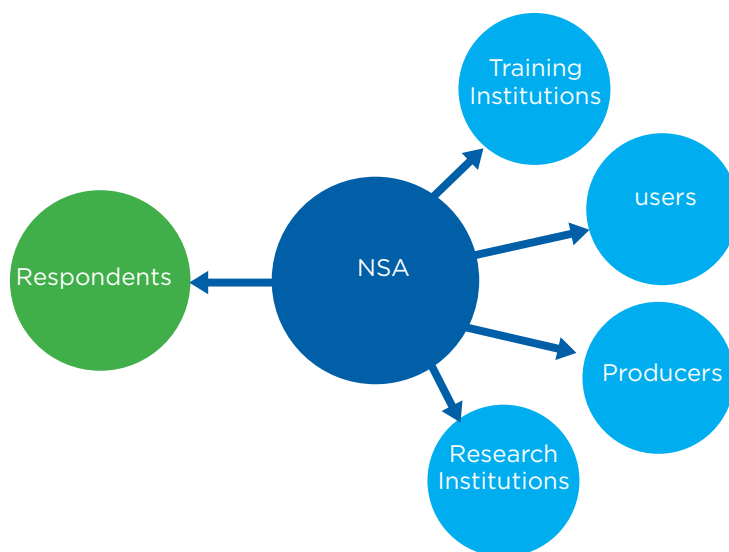 Training
Institutions
users
NSA
Respondents
Producers
Research
Institutions